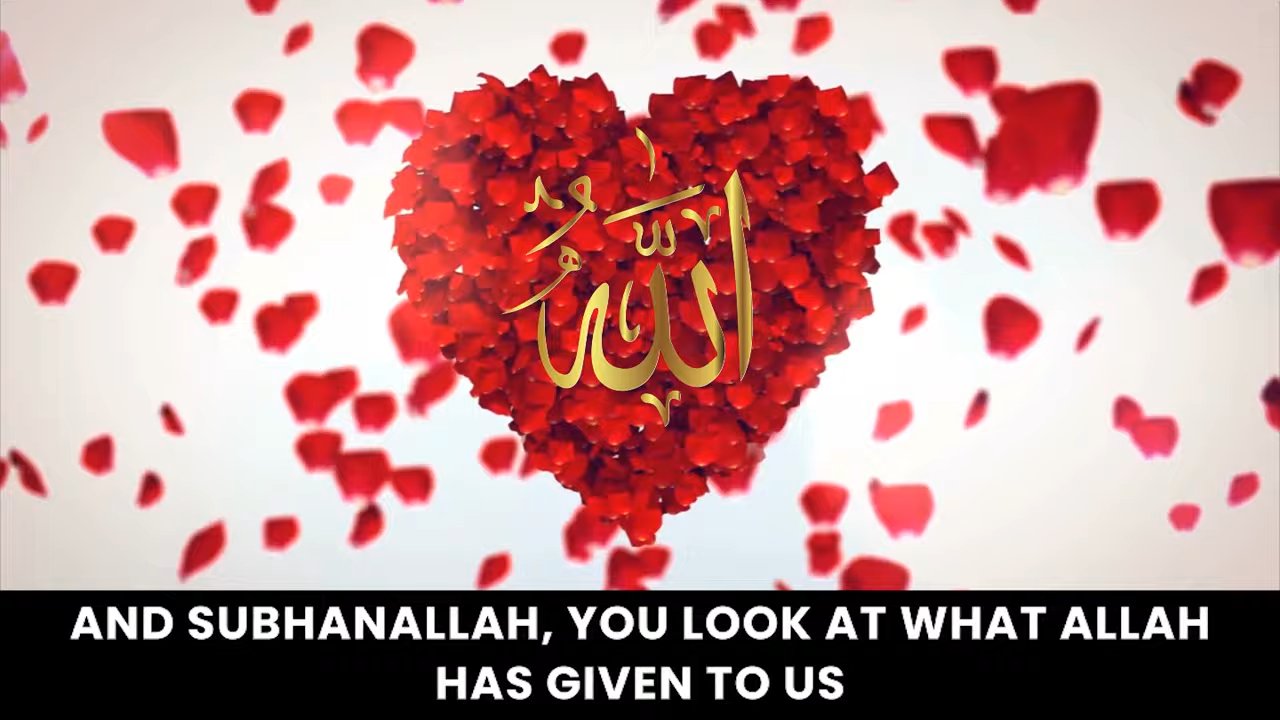 اللهُ
AND SUBHANALLAH, YOU LOOK AT WHAT ALLAH
HAS GIVEN TO US